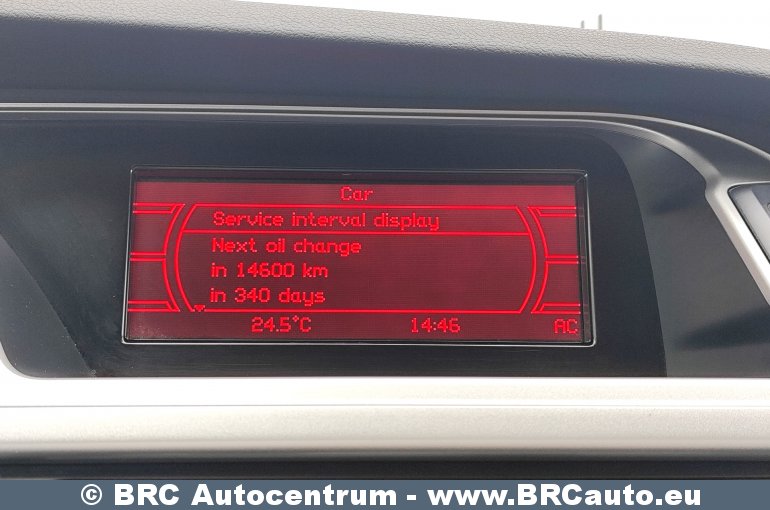 Car
Service interval display
Next oil change
in 14600 km
in 340 days
24.5°C 14:46 AC
© BRC Autocentrum - www.BRCauto.eu